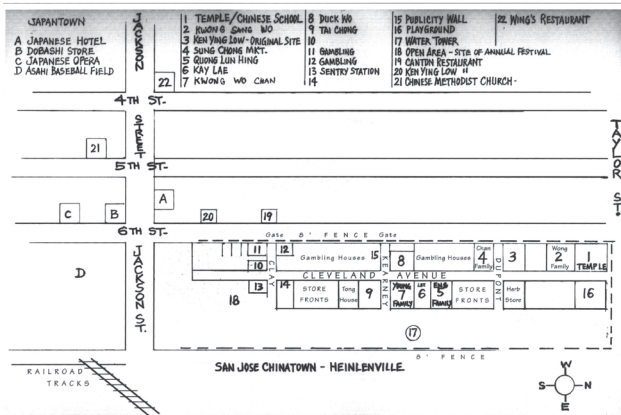 JAPANTOWN
A JAPANESE HOTEL
B DOBASHI STORE
C JAPANESE OPERA
D ASAHI BASEBALL FIELD
JACKSON
STREET
1 TEMPLE/CHINESE SCHOOL
2 KWONG SANG WO
3 KEN YING LOW-ORIGINAL SITE
4 SUNG CHONG MKT.
5 QUONG LUN HING
6 KAY LAE
7 KWONG WO CHAN
8 DUCK WO
9 TAI CHONG
10
11 GAMBLING
12 GAMBLING
13 SENTRY STATION
14
15 PUBLICITY WALL
16 PLAYGROUND
17 WATER TOWER
18 OPEN AREA - SITE OF ANNUAL FESTIVAL
19 CANTON RESTAURANT
20 KEN YING LOW II
21 CHINESE METHODIST CHURCH-
22 WING'S RESTAURANT
22
4TH ST-
TAYLOR ST.
21
5TH ST-
A
C B 20 19
6TH ST-
Gate 8' FENCE Gate
D
JACKSON ST.
11 12 Gambling Houses 15 8 Gambling Houses Chan 4 Family 3 Wong 2 Family 1 TEMPLE
10
CLAY
KEARNEY
DUPONT
CLEVELAND AVENUE
13 14 STORE FRONTS Tong House 9 YOUNG 7 FAMILY 6 ENG 5 FAMILY STORE FRONTS Herb Store 16
18
17
8' FENCE
SAN JOSE CHINATOWN - HEINLENVILLE
RAILROAD TRACKS
W
S N
E